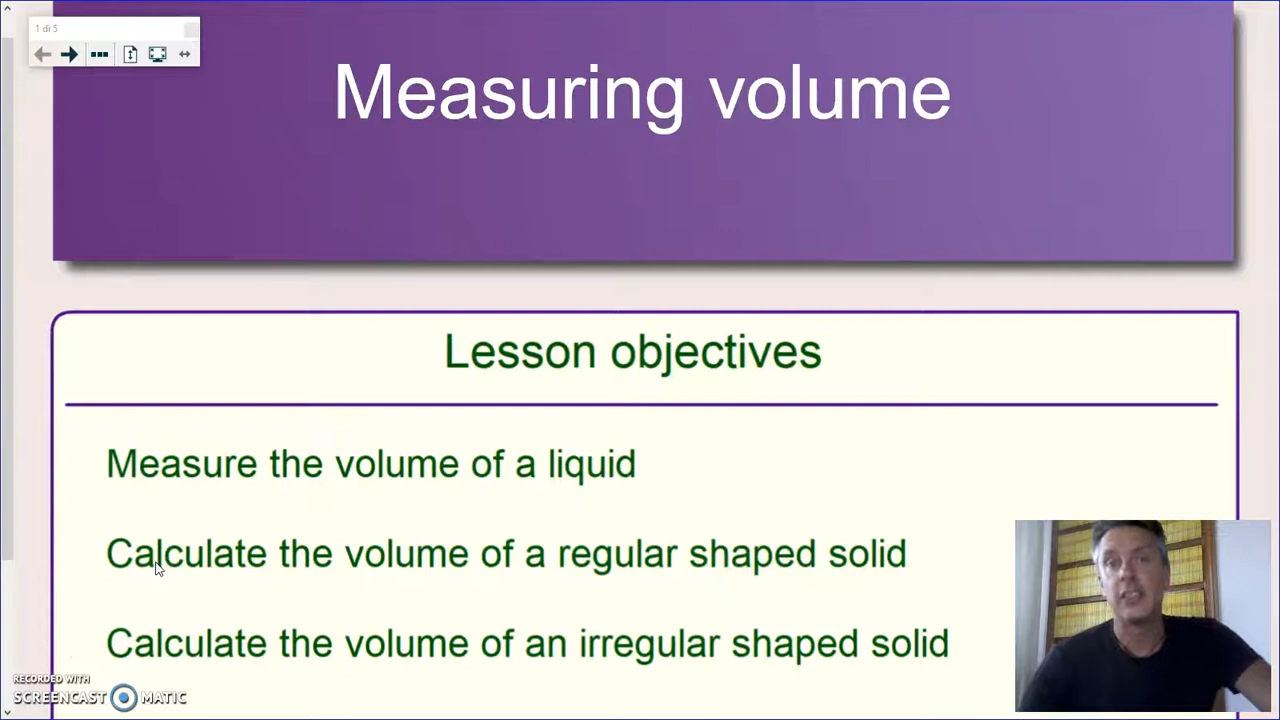 1 di 5
Measuring volume
Lesson objectives
Measure the volume of a liquid
Calculate the volume of a regular shaped solid
Calculate the volume of an irregular shaped solid
RECORDED WITH
SCREENCAST MATIC